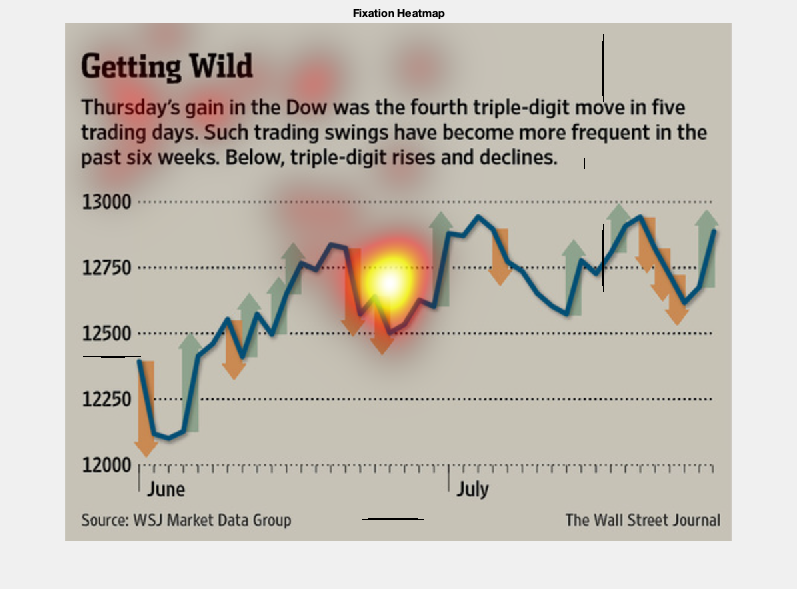 Fixation Heatmap
Getting Wild
Thursday's gain in the Dow was the fourth triple-digit move in five
trading days. Such trading swings have become more frequent in the
past six weeks. Below, triple-digit rises and declines.
13000
12750
12500
12250
12000
June July
Source: WSJ Market Data Group The Wall Street Journal